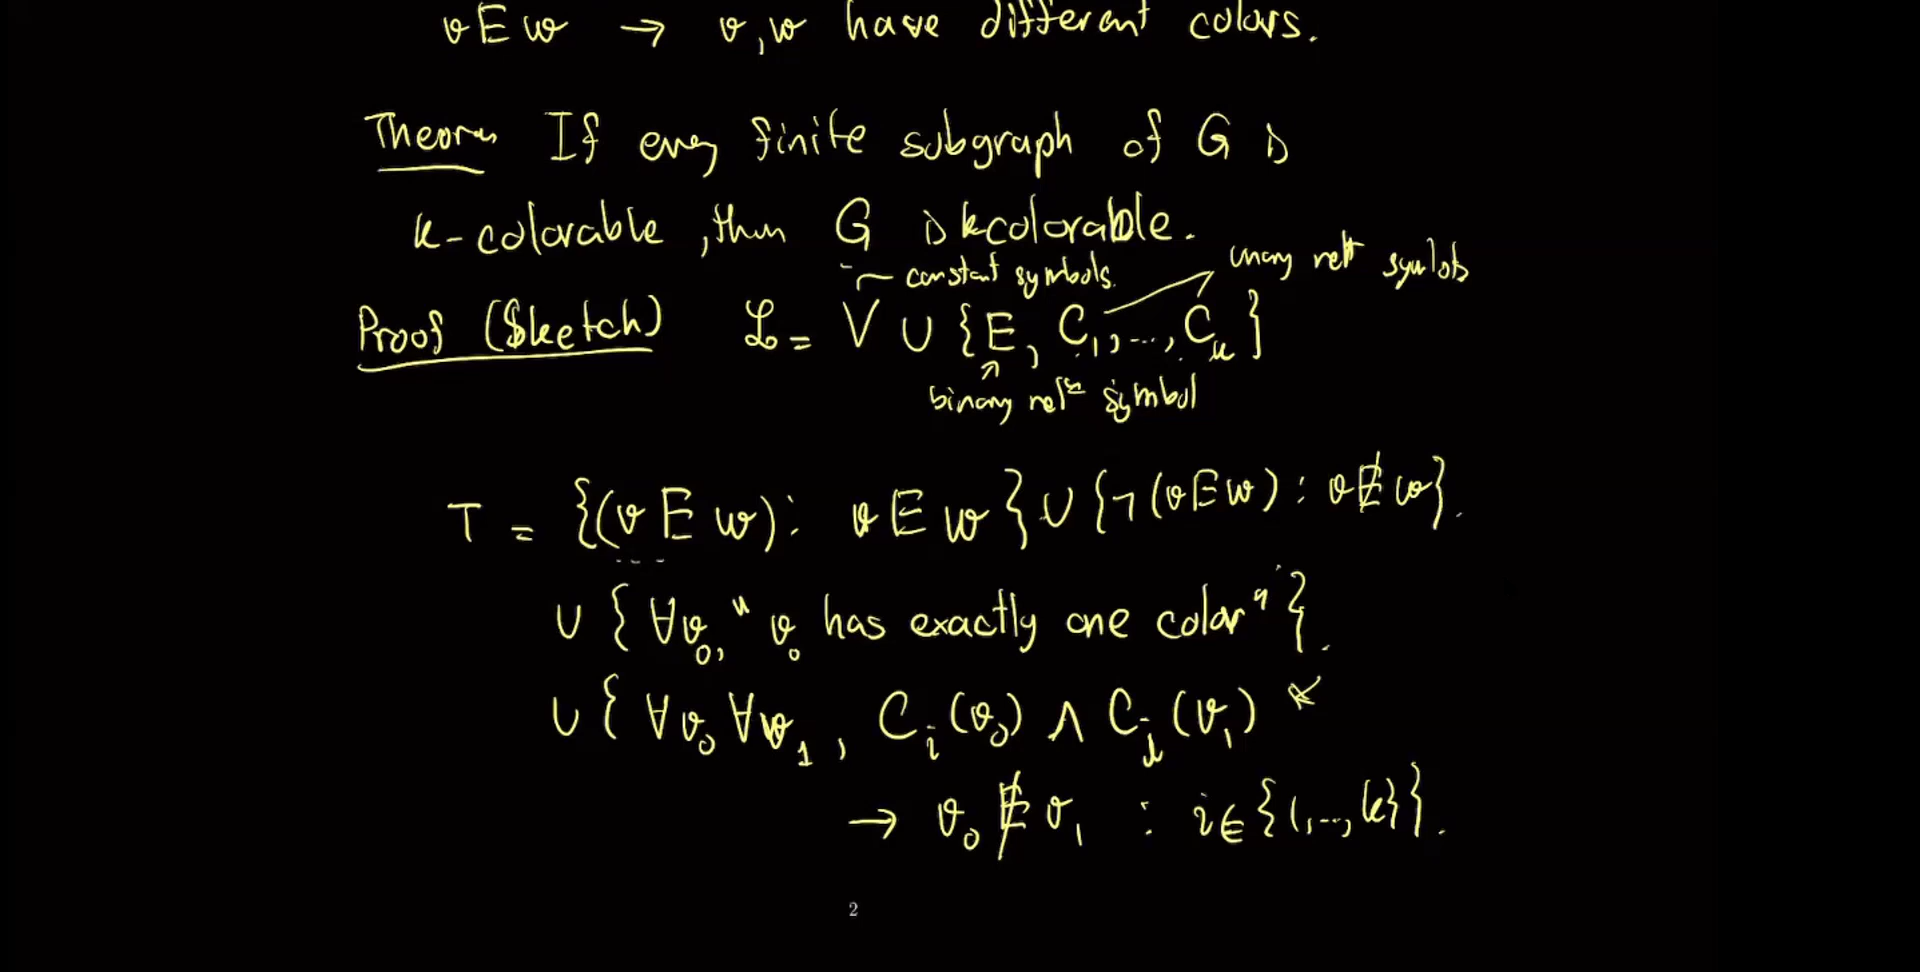 v E w → v, w have different colors.
Theorem If every finite subgraph of G is
k-colorable, then G is k colorable.
constant symbols.
unary rel^n symbols
Proof (Sketch) ℒ = V ∪ {E, C₁, ..., Cₖ}
binary rel^n symbol
T = {(v E w) : v E w} ∪ {¬(v E w) : v E̸ w}.
∪ {∀v₀, "v₀ has exactly one color"}.
∪ {∀v₀ ∀v₁, Cᵢ(v₀) ∧ Cᵢ(v₁)
→ v₀ E̸ v₁ : i ∈ {1, ..., k}}.
2